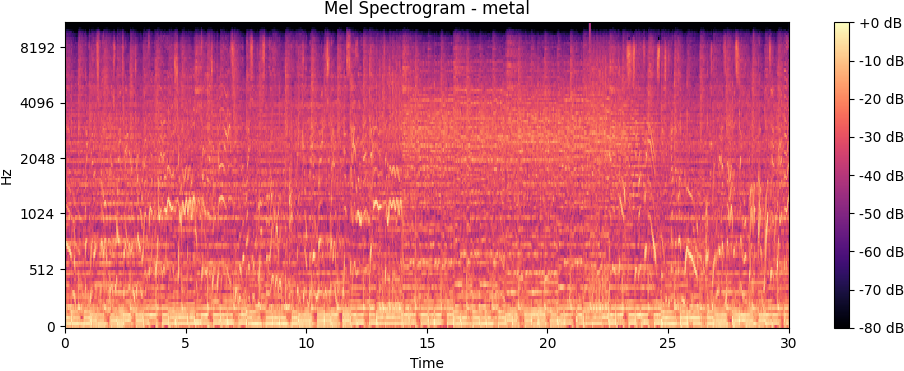 Mel Spectrogram - metal
Hz
8192
4096
2048
1024
512
0
0 5 10 15 20 25 30
Time
+0 dB
-10 dB
-20 dB
-30 dB
-40 dB
-50 dB
-60 dB
-70 dB
-80 dB